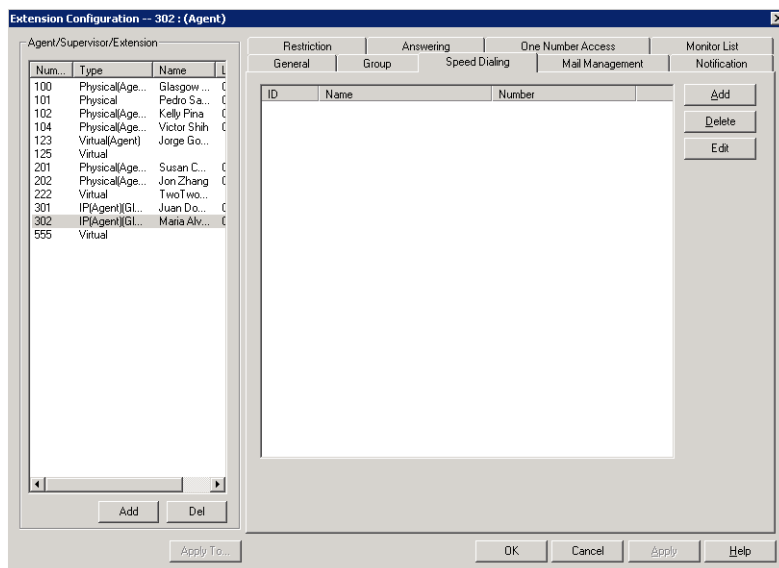 Extension Configuration -- 302 : (Agent)
Agent/Supervisor/Extension
Num... Type Name L
100 Physical(Age... Glasgow ...
101 Physical Pedro Sa...
102 Physical(Age... Kelly Pina
104 Physical(Age... Victor Shih
123 Virtual(Agent) Jorge Go...
125 Virtual
201 Physical(Age... Susan C...
202 Physical(Age... Jon Zhang
222 Virtual TwoTwo...
301 IP(Agent)(Gl... Juan Do...
302 IP(Agent)(Gl... Maria Alv...
555 Virtual
Add Del
Apply To...
Restriction Answering One Number Access Monitor List
General Group Speed Dialing Mail Management Notification
ID Name Number
Add
Delete
Edit
OK Cancel Apply Help